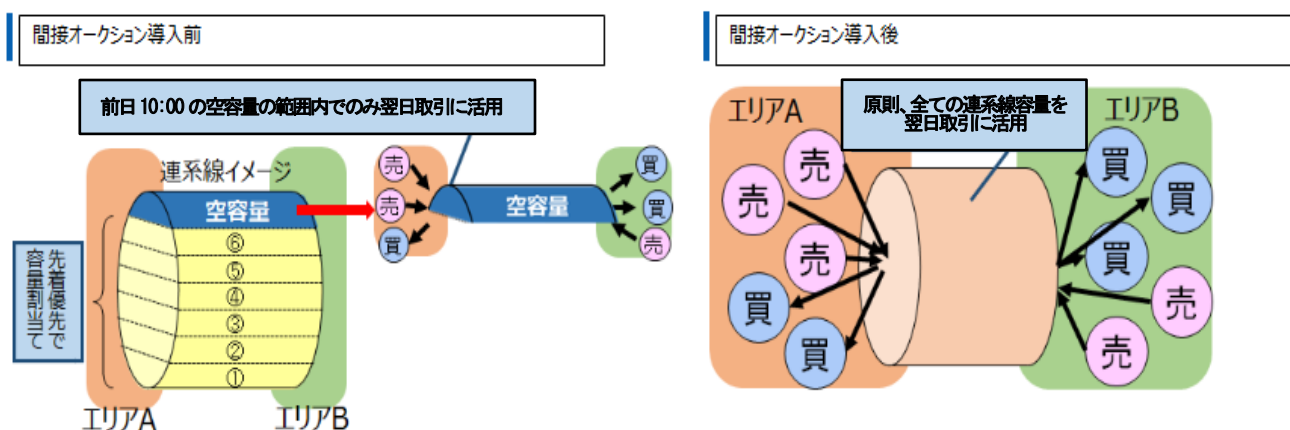 間接オークション導入前
前日 10:00 の空容量の範囲内でのみ翌日取引に活用
連系線イメージ
空容量
⑥
⑤
④
③
②
①
先着優先で
容量割当て
エリアA
エリアB
売
売
買
空容量
買
買
売
間接オークション導入後
エリアA
原則、全ての連系線容量を
翌日取引に活用
エリアB
売
売
売
買
買
買
買
買
売
売